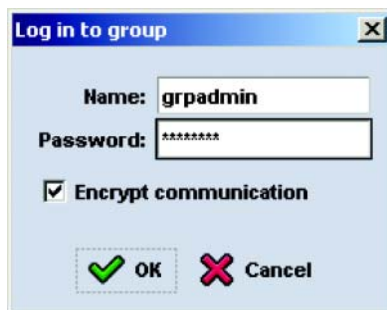 Log in to group
Name: grpadmin
Password: ********
Encrypt communication
OK Cancel